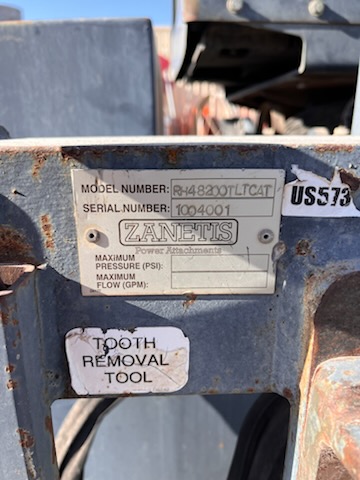 MODEL NUMBER: RH48200TLTCAT
SERIAL NUMBER: 1004001
US573
ZANETIS
Power Attachments
MAXIMUM
PRESSURE (PSI):
MAXIMUM
FLOW (GPM):
TOOTH
REMOVAL
TOOL